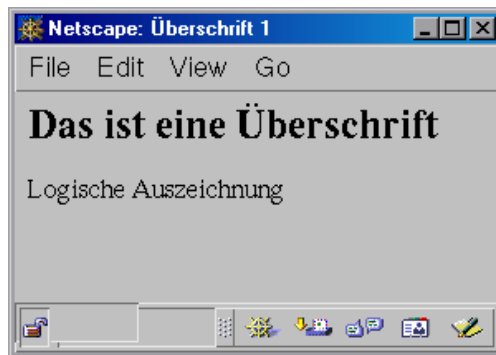 Netscape: Überschrift 1
File Edit View Go
Das ist eine Überschrift
Logische Auszeichnung